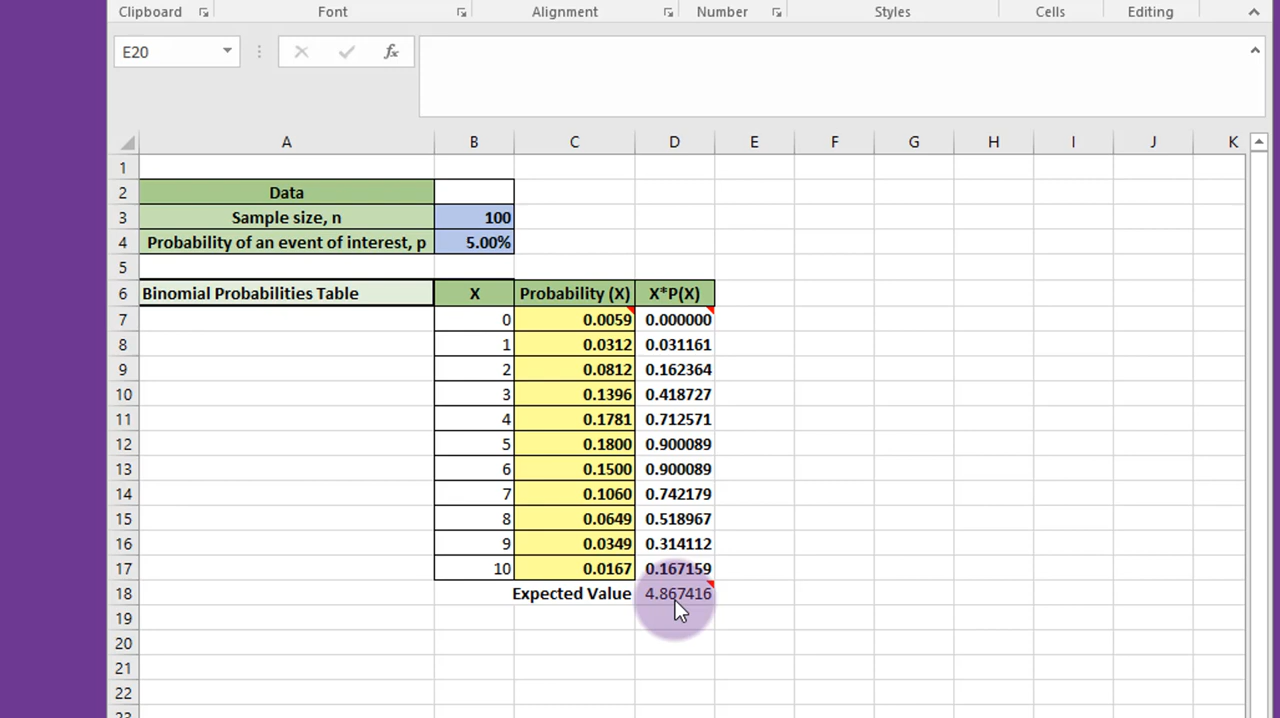 Clipboard Font Alignment Number Styles Cells Editing
E20 fx
A B C D E F G H I J K
1
2 Data
3 Sample size, n 100
4 Probability of an event of interest, p 5.00%
5
6 Binomial Probabilities Table X Probability (X) X*P(X)
7 0 0.0059 0.000000
8 1 0.0312 0.031161
9 2 0.0812 0.162364
10 3 0.1396 0.418727
11 4 0.1781 0.712571
12 5 0.1800 0.900089
13 6 0.1500 0.900089
14 7 0.1060 0.742179
15 8 0.0649 0.518967
16 9 0.0349 0.314112
17 10 0.0167 0.167159
18 Expected Value 4.867416
19
20
21
22
23